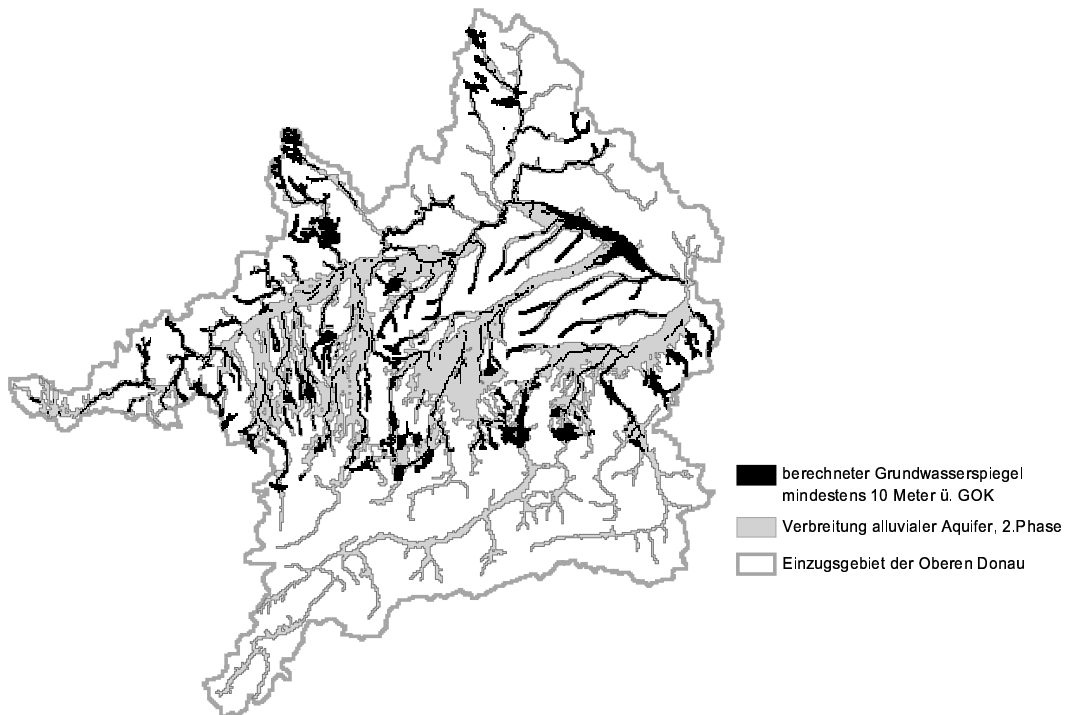 berechneter Grundwasserspiegel
mindestens 10 Meter ü. GOK
Verbreitung alluvialer Aquifer, 2.Phase
Einzugsgebiet der Oberen Donau